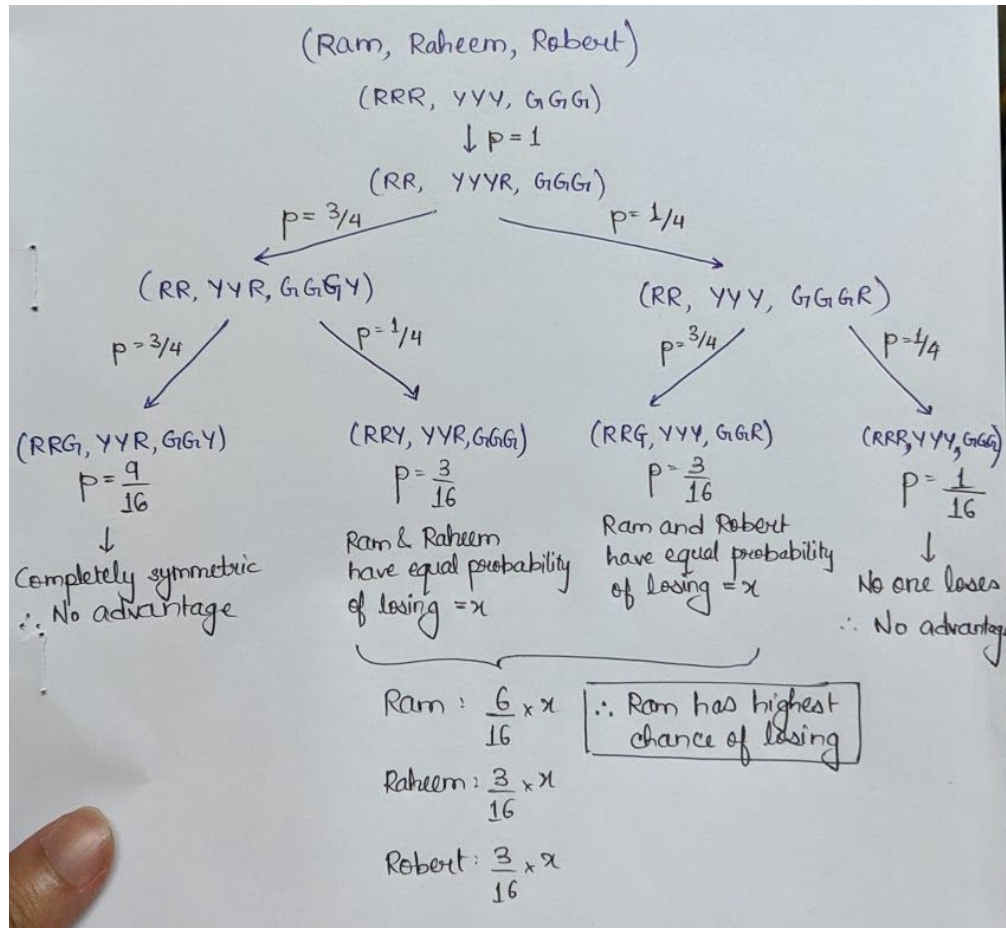 (Ram, Raheem, Robert)
(RRR, YYY, GGG)
↓ p = 1
(RR, YYYR, GGG)
p = 3/4
p = 1/4
(RR, YYR, GGGY)
(RR, YYY, GGGR)
p = 3/4
p = 1/4
p = 3/4
p = 1/4
(RRG, YYR, GGY)
p = 9/16
↓
Completely symmetric
∴ No advantage
(RRY, YYR, GGG)
p = 3/16
Ram & Raheem
have equal probability
of losing = x
(RRG, YYY, GGR)
p = 3/16
Ram and Robert
have equal probability
of losing = x
(RRR, YYY, GGG)
p = 1/16
↓
No one loses
∴ No advantage
Ram : 6/16 × x
Raheem : 3/16 × x
Robert : 3/16 × x
∴ Ram has highest
chance of losing